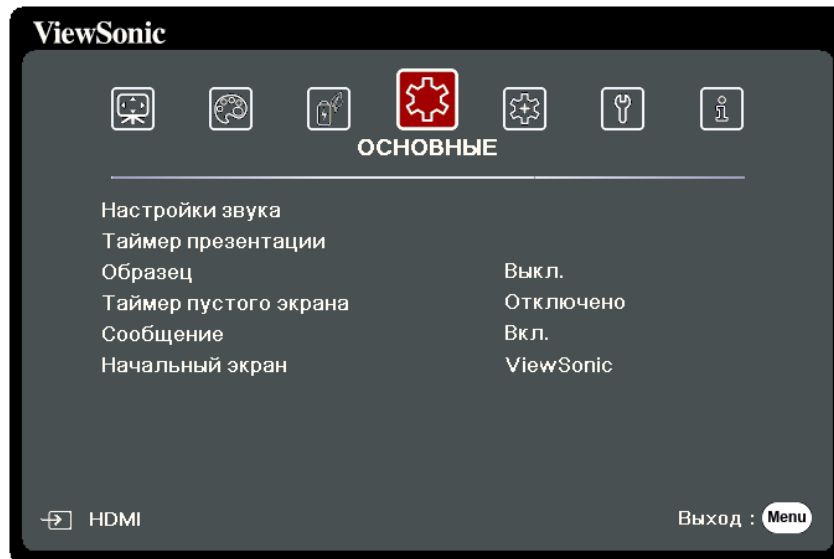 ViewSonic
ОСНОВНЫЕ
Настройки звука
Таймер презентации
Образец Выкл.
Таймер пустого экрана Отключено
Сообщение Вкл.
Начальный экран ViewSonic
HDMI Выход : Menu